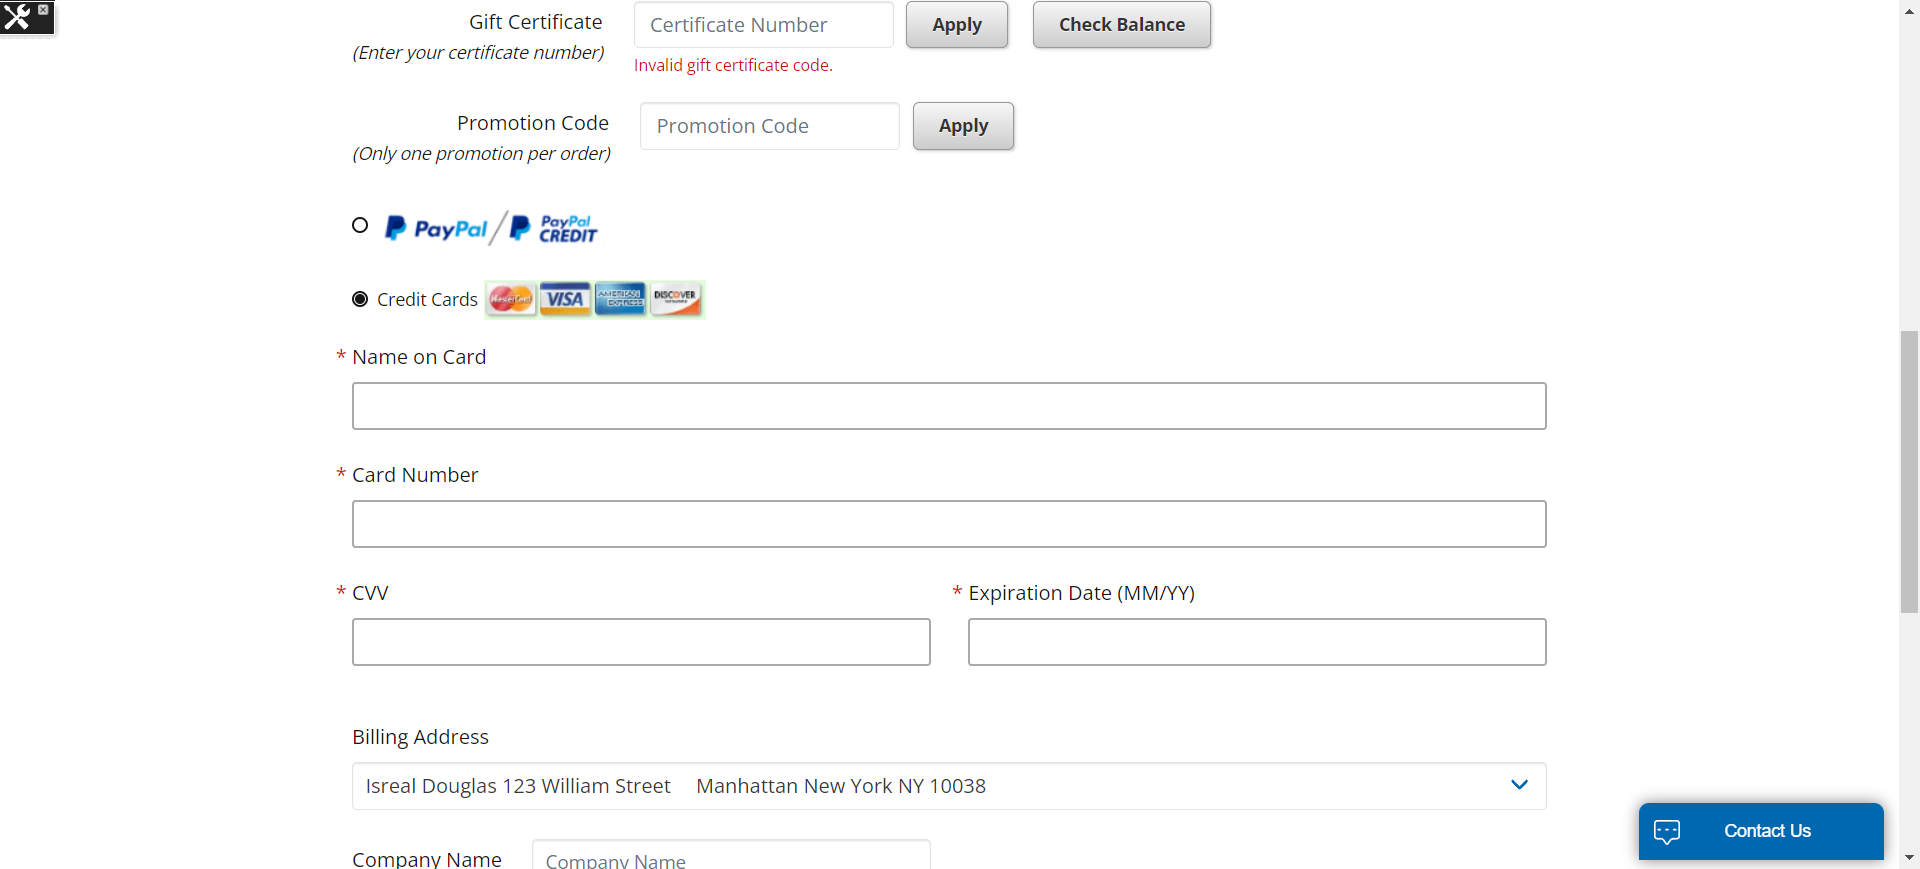 Gift Certificate
Certificate Number
Apply
Check Balance
(Enter your certificate number)
Invalid gift certificate code.
Promotion Code
Promotion Code
Apply
(Only one promotion per order)
PayPal / PayPal CREDIT
Credit Cards MasterCard VISA AMERICAN EXPRESS DISCOVER
* Name on Card
* Card Number
* CVV
* Expiration Date (MM/YY)
Billing Address
Isreal Douglas 123 William Street Manhattan New York NY 10038
Contact Us
Company Name
Company Name